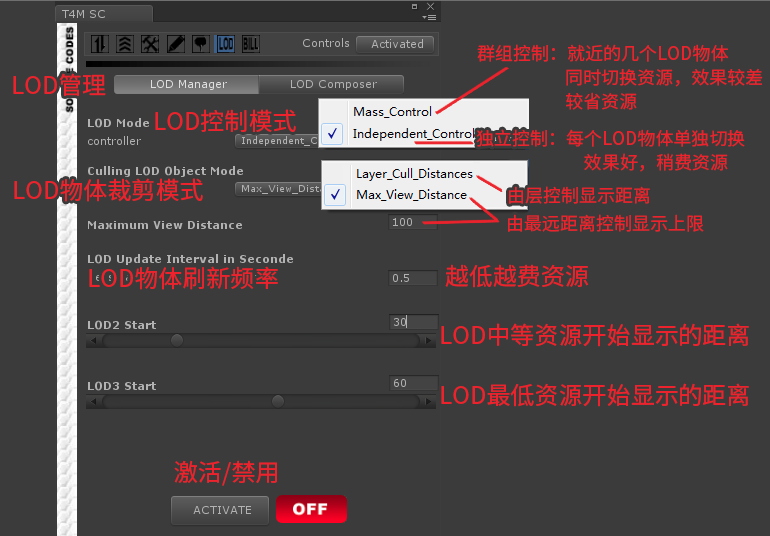 T4M SC
LOD
BILL
Controls
Activated
LOD管理
LOD Manager
LOD Composer
群组控制：就近的几个LOD物体
同时切换资源，效果较差
较省资源
LOD Mode
LOD控制模式
controller
Independent_C
Mass_Control
Independent_Control
独立控制：每个LOD物体单独切换
效果好，稍费资源
Culling LOD Object Mode
LOD物体裁剪模式
Max_View_Dista
Layer_Cull_Distances
Max_View_Distance
由层控制显示距离
由最远距离控制显示上限
Maximum View Distance
100
LOD Update Interval in Seconde
LOD物体刷新频率
0.5
越低越费资源
LOD2 Start
30
LOD中等资源开始显示的距离
LOD3 Start
60
LOD最低资源开始显示的距离
激活/禁用
ACTIVATE
OFF